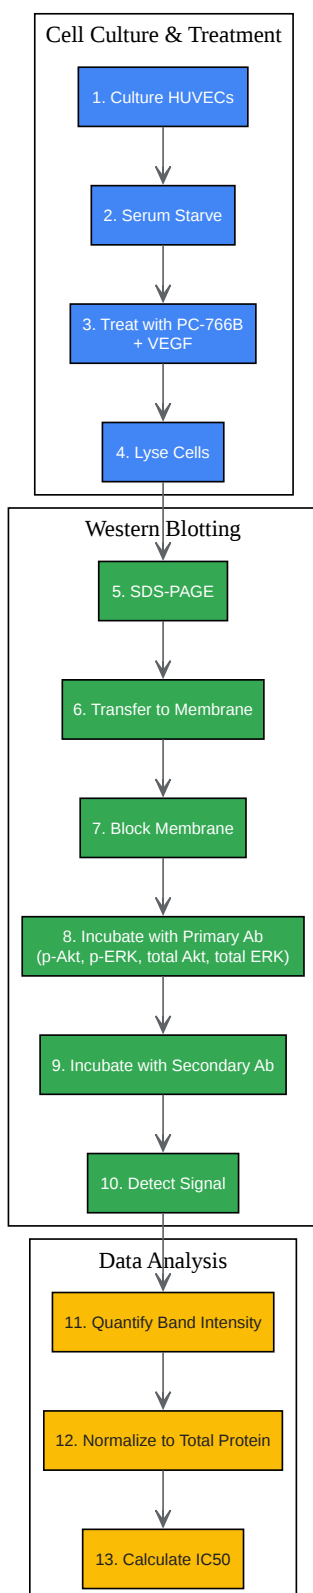 Cell Culture & Treatment
1. Culture HUVECs
2. Serum Starve
3. Treat with PC-766B
+ VEGF
4. Lyse Cells
Western Blotting
5. SDS-PAGE
6. Transfer to Membrane
7. Block Membrane
8. Incubate with Primary Ab
(p-Akt, p-ERK, total Akt, total ERK)
9. Incubate with Secondary Ab
10. Detect Signal
Data Analysis
11. Quantify Band Intensity
12. Normalize to Total Protein
13. Calculate IC50